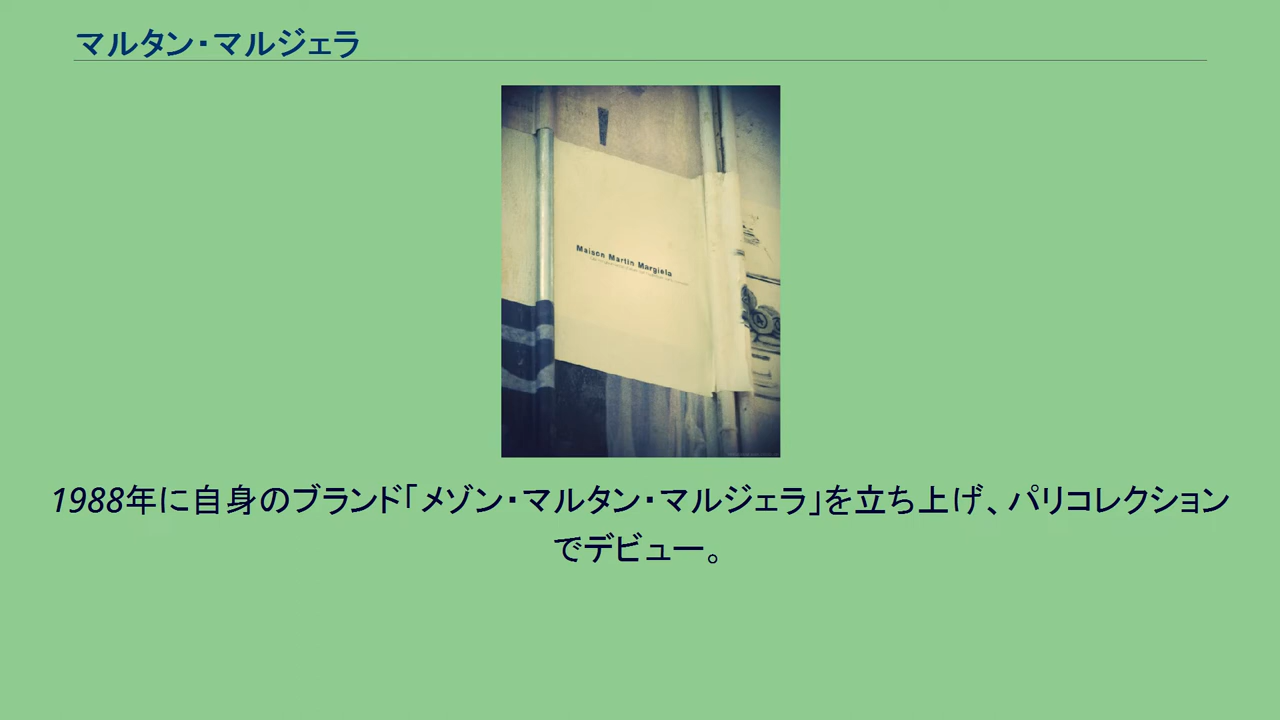 マルタン・マルジェラ
Maison Martin Margiela
1988年に自身のブランド｢メゾン・マルタン・マルジェラ｣を立ち上げ、パリコレクション
でデビュー。